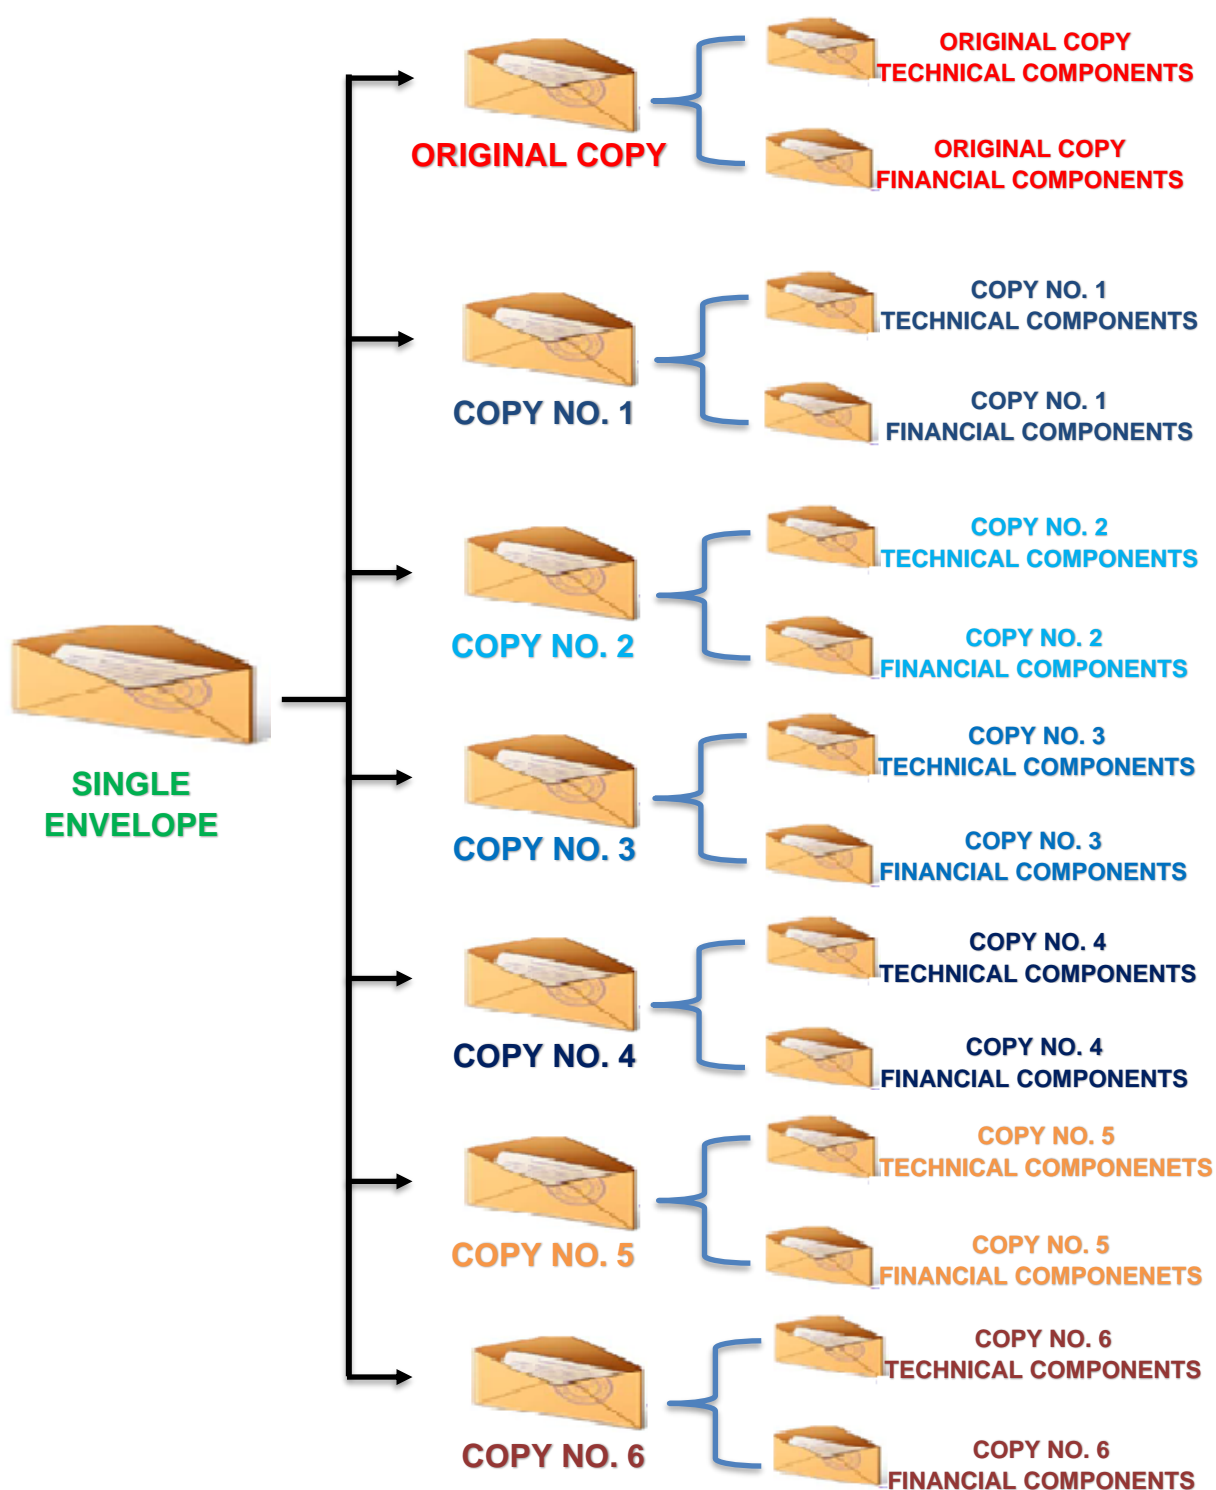 ORIGINAL COPY
TECHNICAL COMPONENTS
ORIGINAL COPY
ORIGINAL COPY
FINANCIAL COMPONENTS
COPY NO. 1
TECHNICAL COMPONENTS
COPY NO. 1
COPY NO. 1
FINANCIAL COMPONENTS
COPY NO. 2
TECHNICAL COMPONENTS
COPY NO. 2
COPY NO. 2
FINANCIAL COMPONENTS
SINGLE
ENVELOPE
COPY NO. 3
TECHNICAL COMPONENTS
COPY NO. 3
COPY NO. 3
FINANCIAL COMPONENTS
COPY NO. 4
TECHNICAL COMPONENTS
COPY NO. 4
COPY NO. 4
FINANCIAL COMPONENTS
COPY NO. 5
TECHNICAL COMPONENETS
COPY NO. 5
COPY NO. 5
FINANCIAL COMPONENETS
COPY NO. 6
TECHNICAL COMPONENTS
COPY NO. 6
COPY NO. 6
FINANCIAL COMPONENTS